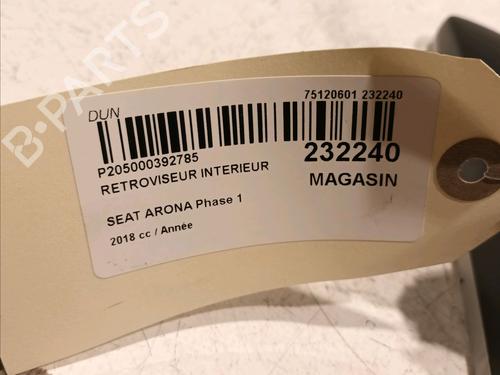 B-PARTS
DUN
75120601 232240
P205000392785
232240
RETROVISEUR INTERIEUR
MAGASIN
SEAT ARONA Phase 1
2018 cc / Année